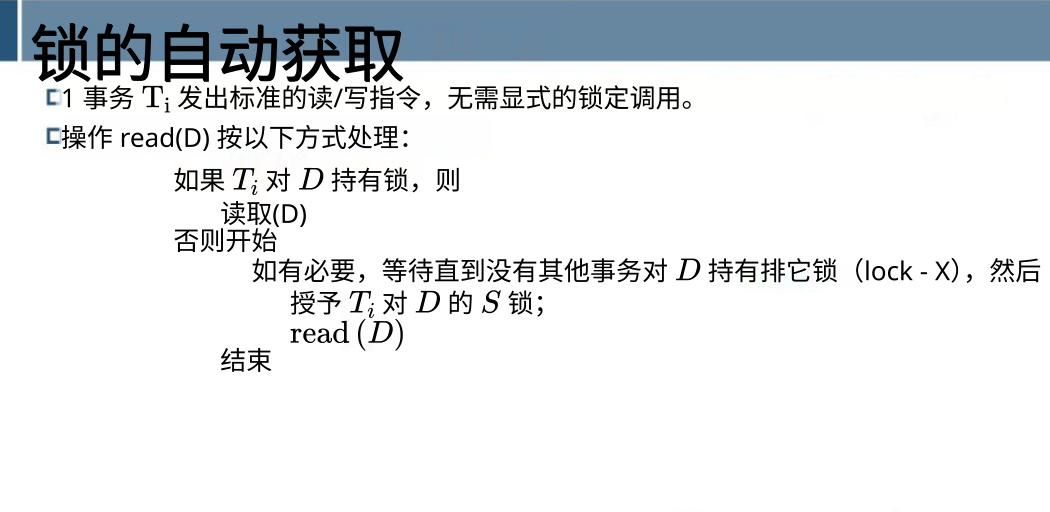 锁的自动获取
1 事务 T_i 发出标准的读/写指令，无需显式的锁定调用。
操作 read(D) 按以下方式处理：
如果 T_i 对 D 持有锁，则
读取(D)
否则开始
如有必要，等待直到没有其他事务对 D 持有排它锁（lock - X），然后
授予 T_i 对 D 的 S 锁；
read (D)
结束